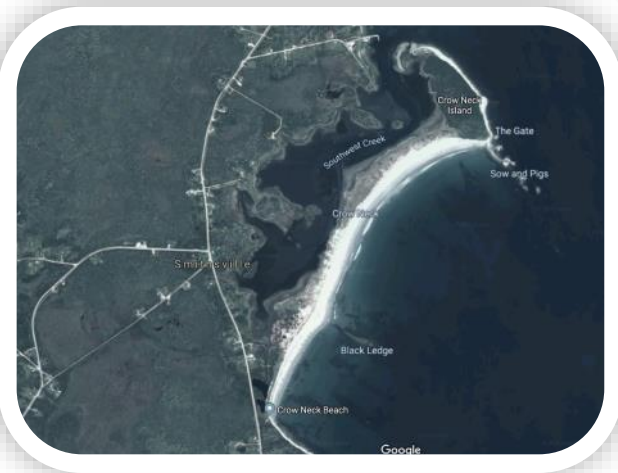 Crow Neck
Island
The Gate
Southwest Creek
Sow and Pigs
Crow Neck
Smithsville
Black Ledge
Crow Neck Beach
Google